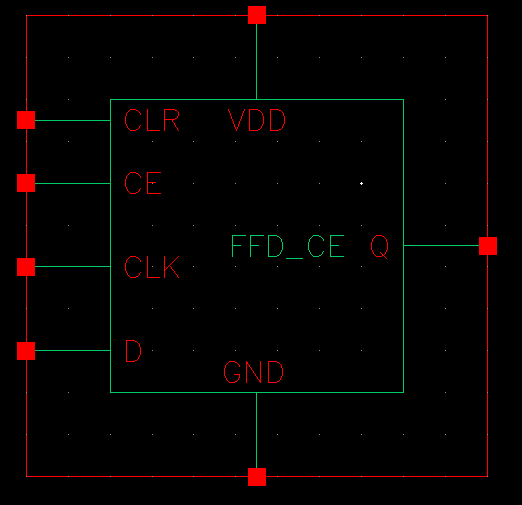 CLR VDD
CE
FFD_CE Q
CLK
D
GND